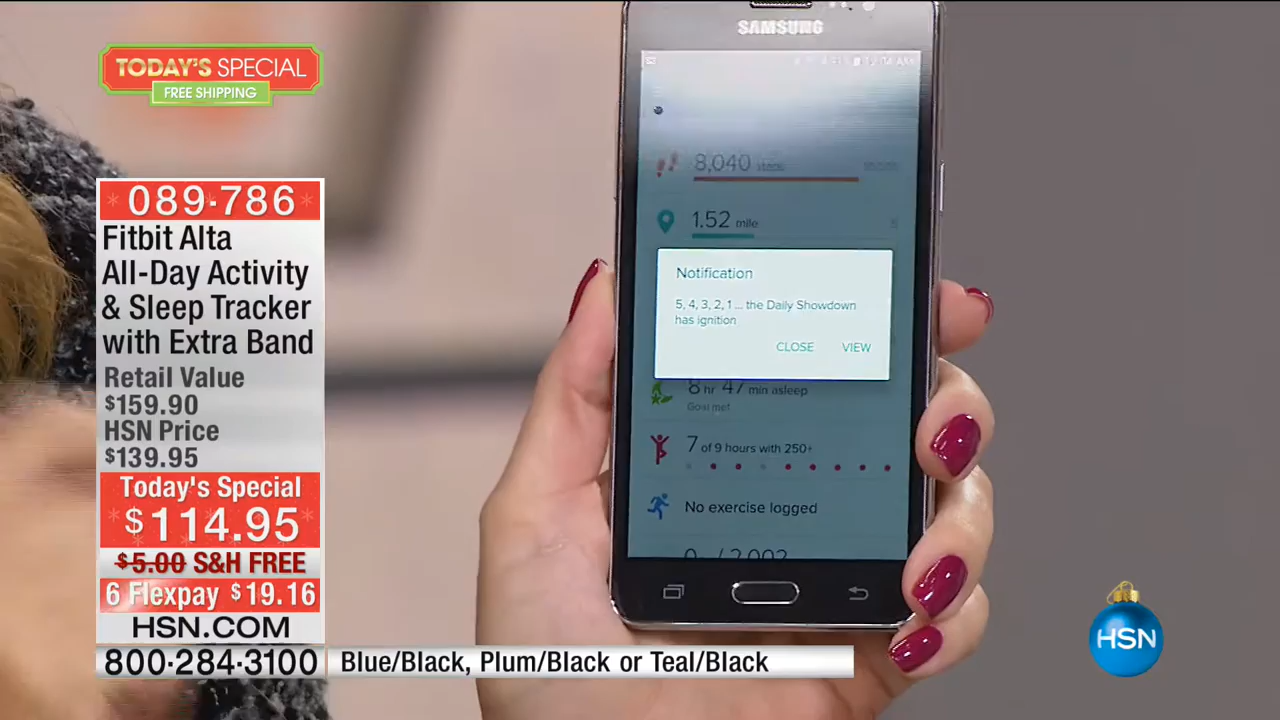 TODAY'S SPECIAL
FREE SHIPPING
089·786
Fitbit Alta
All-Day Activity
& Sleep Tracker
with Extra Band
Retail Value
$159.90
HSN Price
$139.95
Today's Special
$114.95
$5.00 S&H FREE
6 Flexpay $19.16
HSN.COM
800·284·3100
Blue/Black, Plum/Black or Teal/Black
SAMSUNG
8,040 steps
1.52 mile
Notification
5, 4, 3, 2, 1 ... the Daily Showdown
has ignition
CLOSE VIEW
8 hr 47 min asleep
Goal met
7 of 9 hours with 250+
No exercise logged
HSN